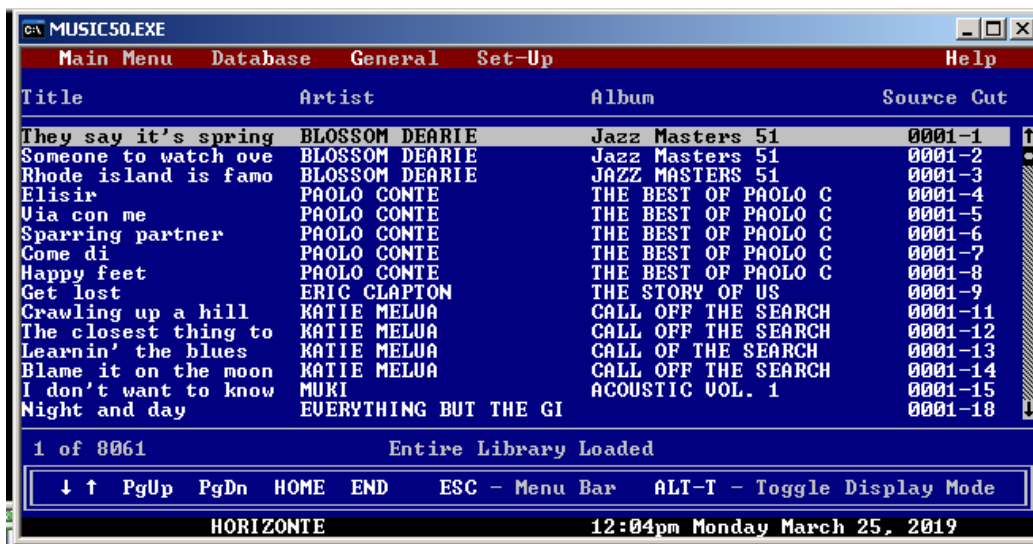 MUSIC50.EXE
Main Menu Database General Set-Up Help
Title Artist Album Source Cut
They say it's spring BLOSSOM DEARIE Jazz Masters 51 0001-1
Someone to watch ove BLOSSOM DEARIE Jazz Masters 51 0001-2
Rhode island is famo BLOSSOM DEARIE JAZZ MASTERS 51 0001-3
Elisir PAOLO CONTE THE BEST OF PAOLO C 0001-4
Via con me PAOLO CONTE THE BEST OF PAOLO C 0001-5
Sparring partner PAOLO CONTE THE BEST OF PAOLO C 0001-6
Come di PAOLO CONTE THE BEST OF PAOLO C 0001-7
Happy feet PAOLO CONTE THE BEST OF PAOLO C 0001-8
Get lost ERIC CLAPTON THE STORY OF US 0001-9
Crawling up a hill KATIE MELUA CALL OFF THE SEARCH 0001-11
The closest thing to KATIE MELUA CALL OFF THE SEARCH 0001-12
Learnin' the blues KATIE MELUA CALL OF THE SEARCH 0001-13
Blame it on the moon KATIE MELUA CALL OFF THE SEARCH 0001-14
I don't want to know MUKI ACOUSTIC VOL. 1 0001-15
Night and day EVERYTHING BUT THE GI 0001-18
1 of 8061 Entire Library Loaded
↓ ↑ PgUp PgDn HOME END ESC - Menu Bar ALT-T - Toggle Display Mode
HORIZONTE 12:04pm Monday March 25, 2019